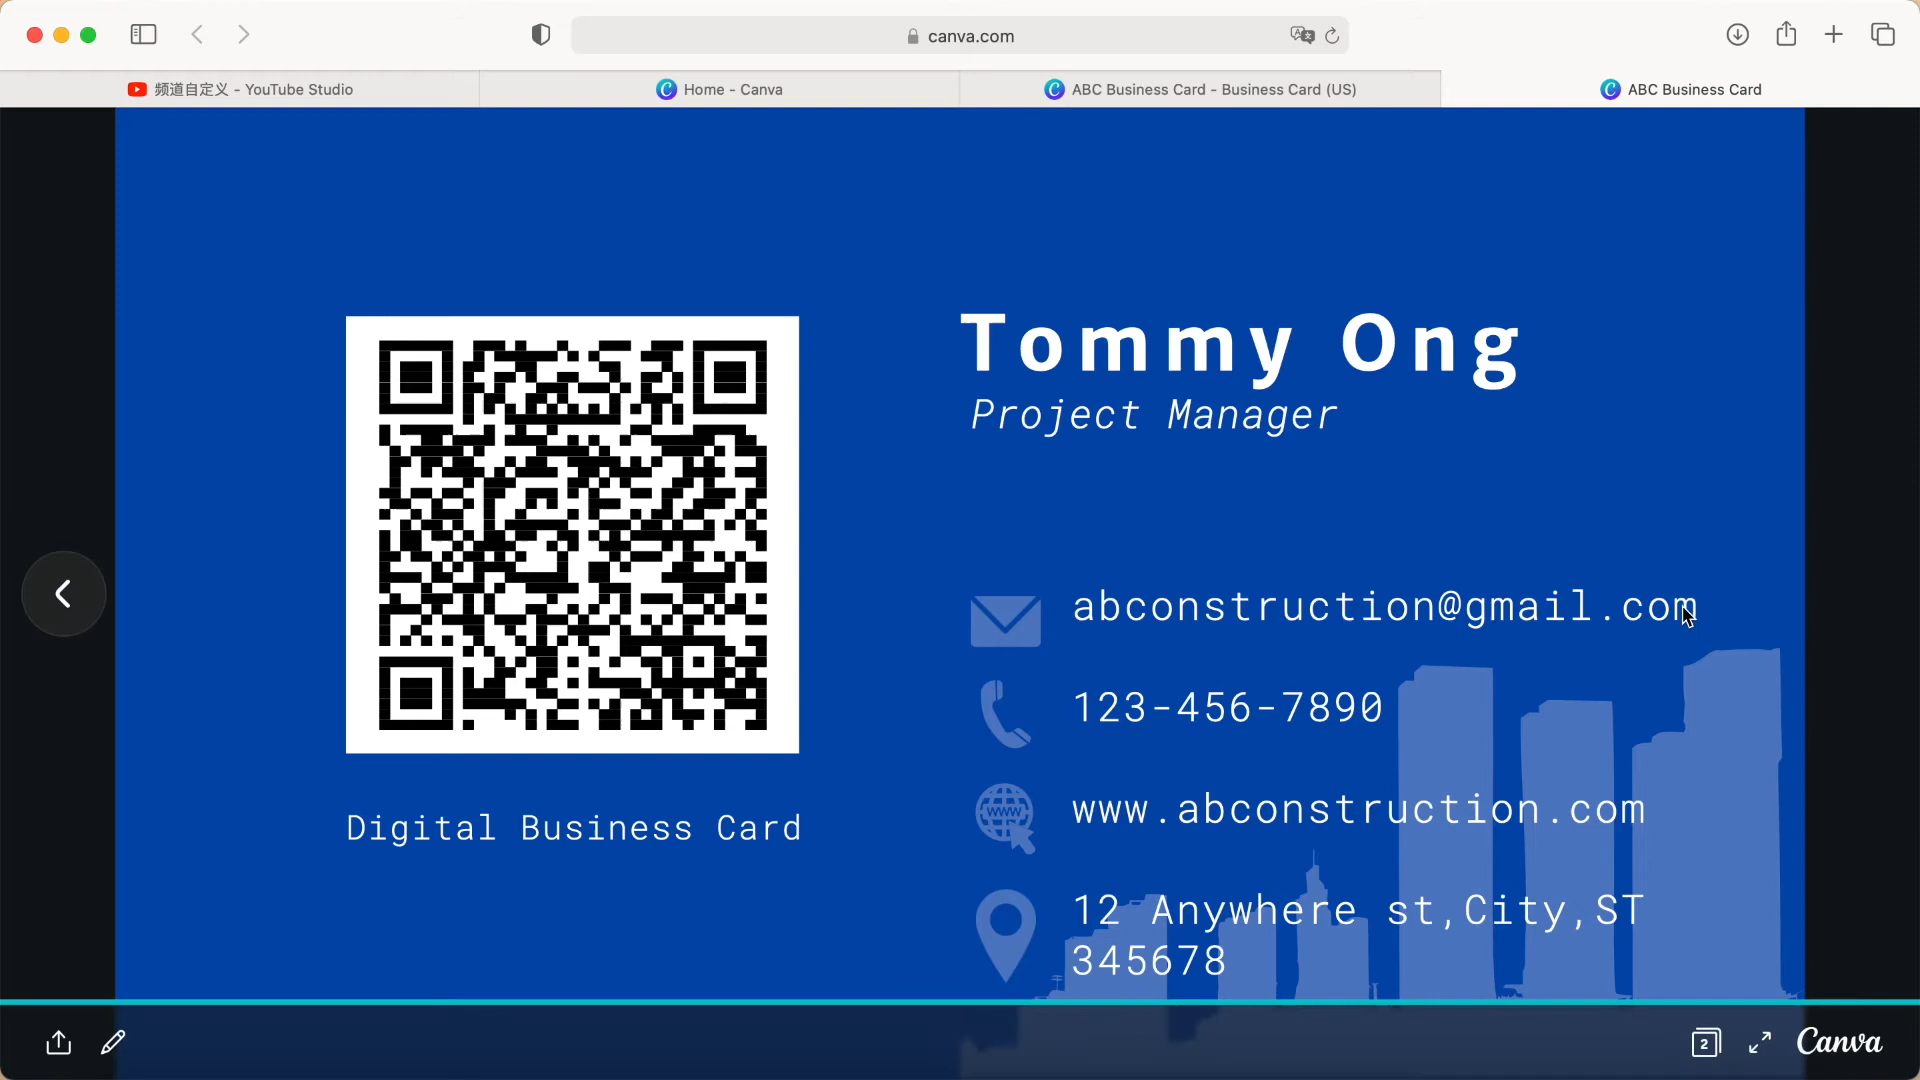 canva.com
频道自定义 - YouTube Studio
Home - Canva
ABC Business Card - Business Card (US)
ABC Business Card
Tommy Ong
Project Manager
abconstruction@gmail.com
123-456-7890
WWW
www.abconstruction.com
Digital Business Card
12 Anywhere st,City,ST
345678
2
Canva